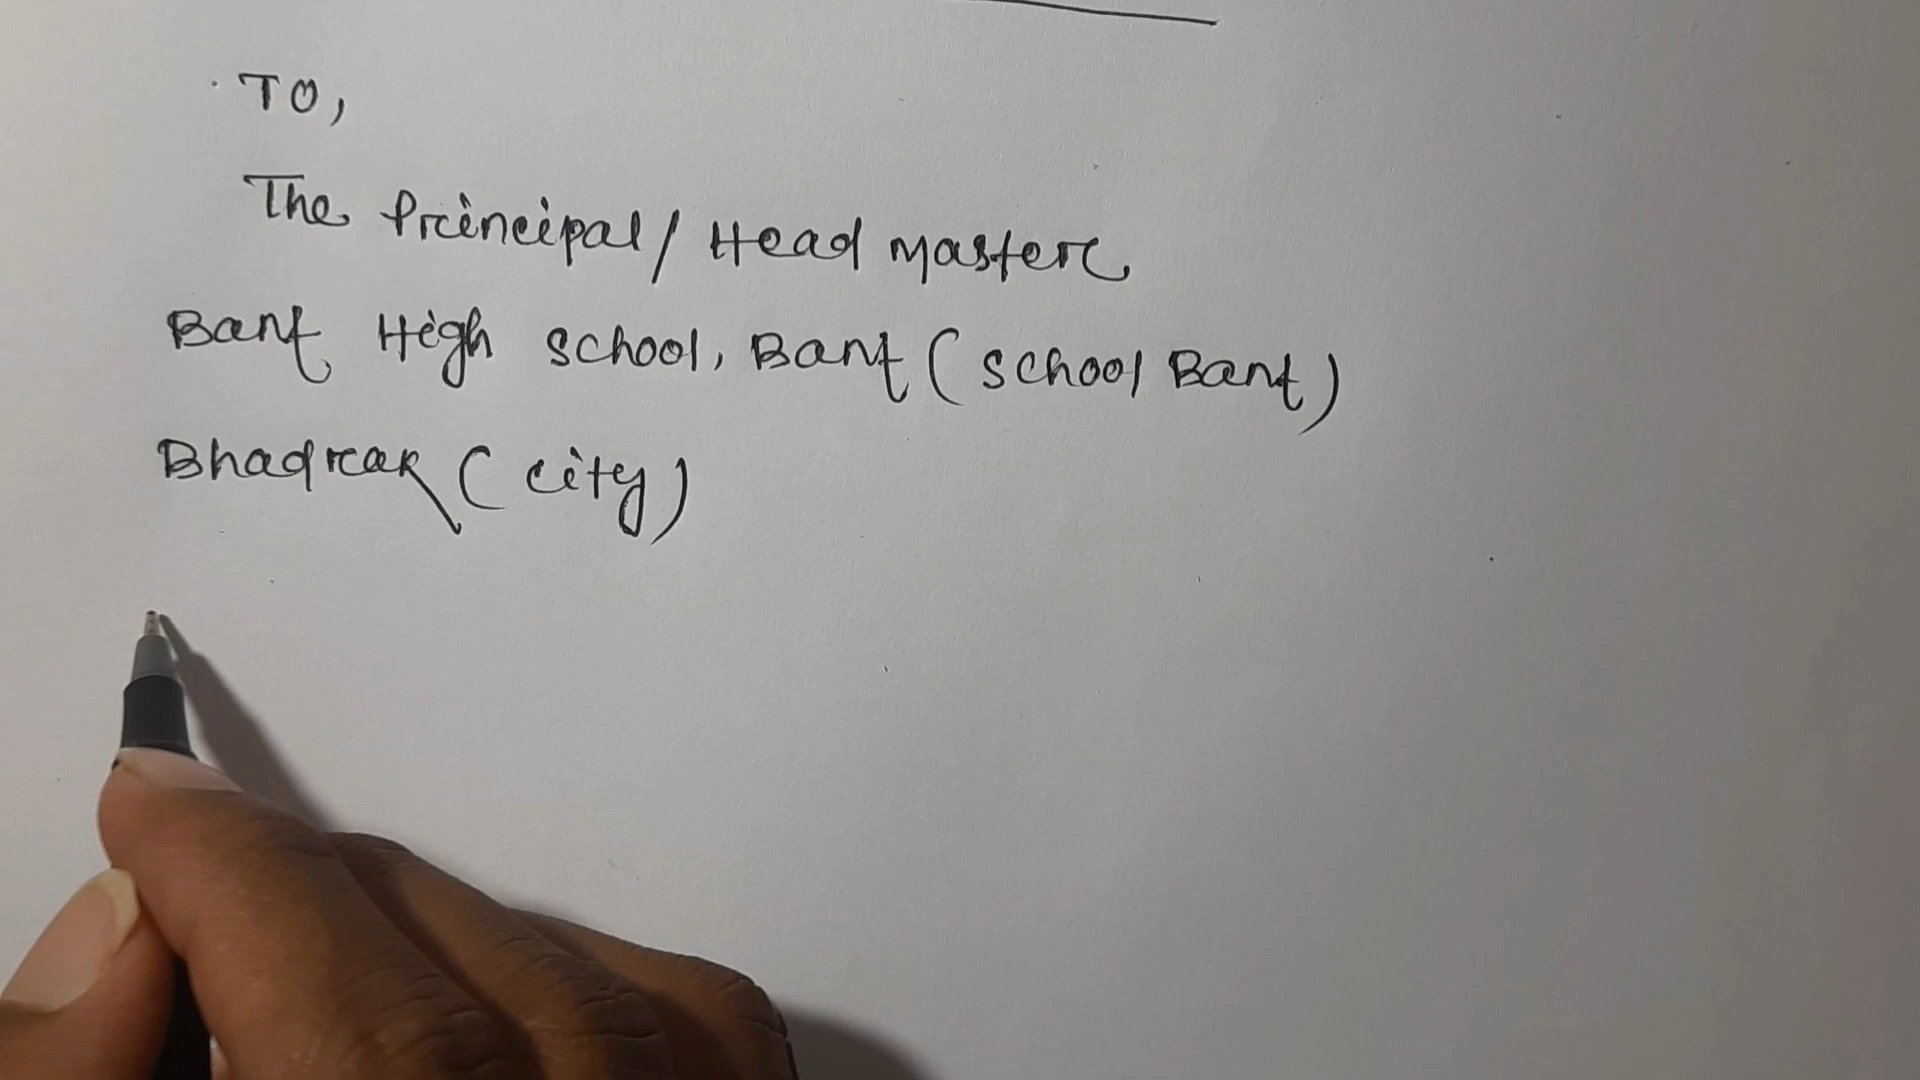 TO,
The Principal/ Head Master
Bant High School, Bant (School Bant)
Bhadrak (city)